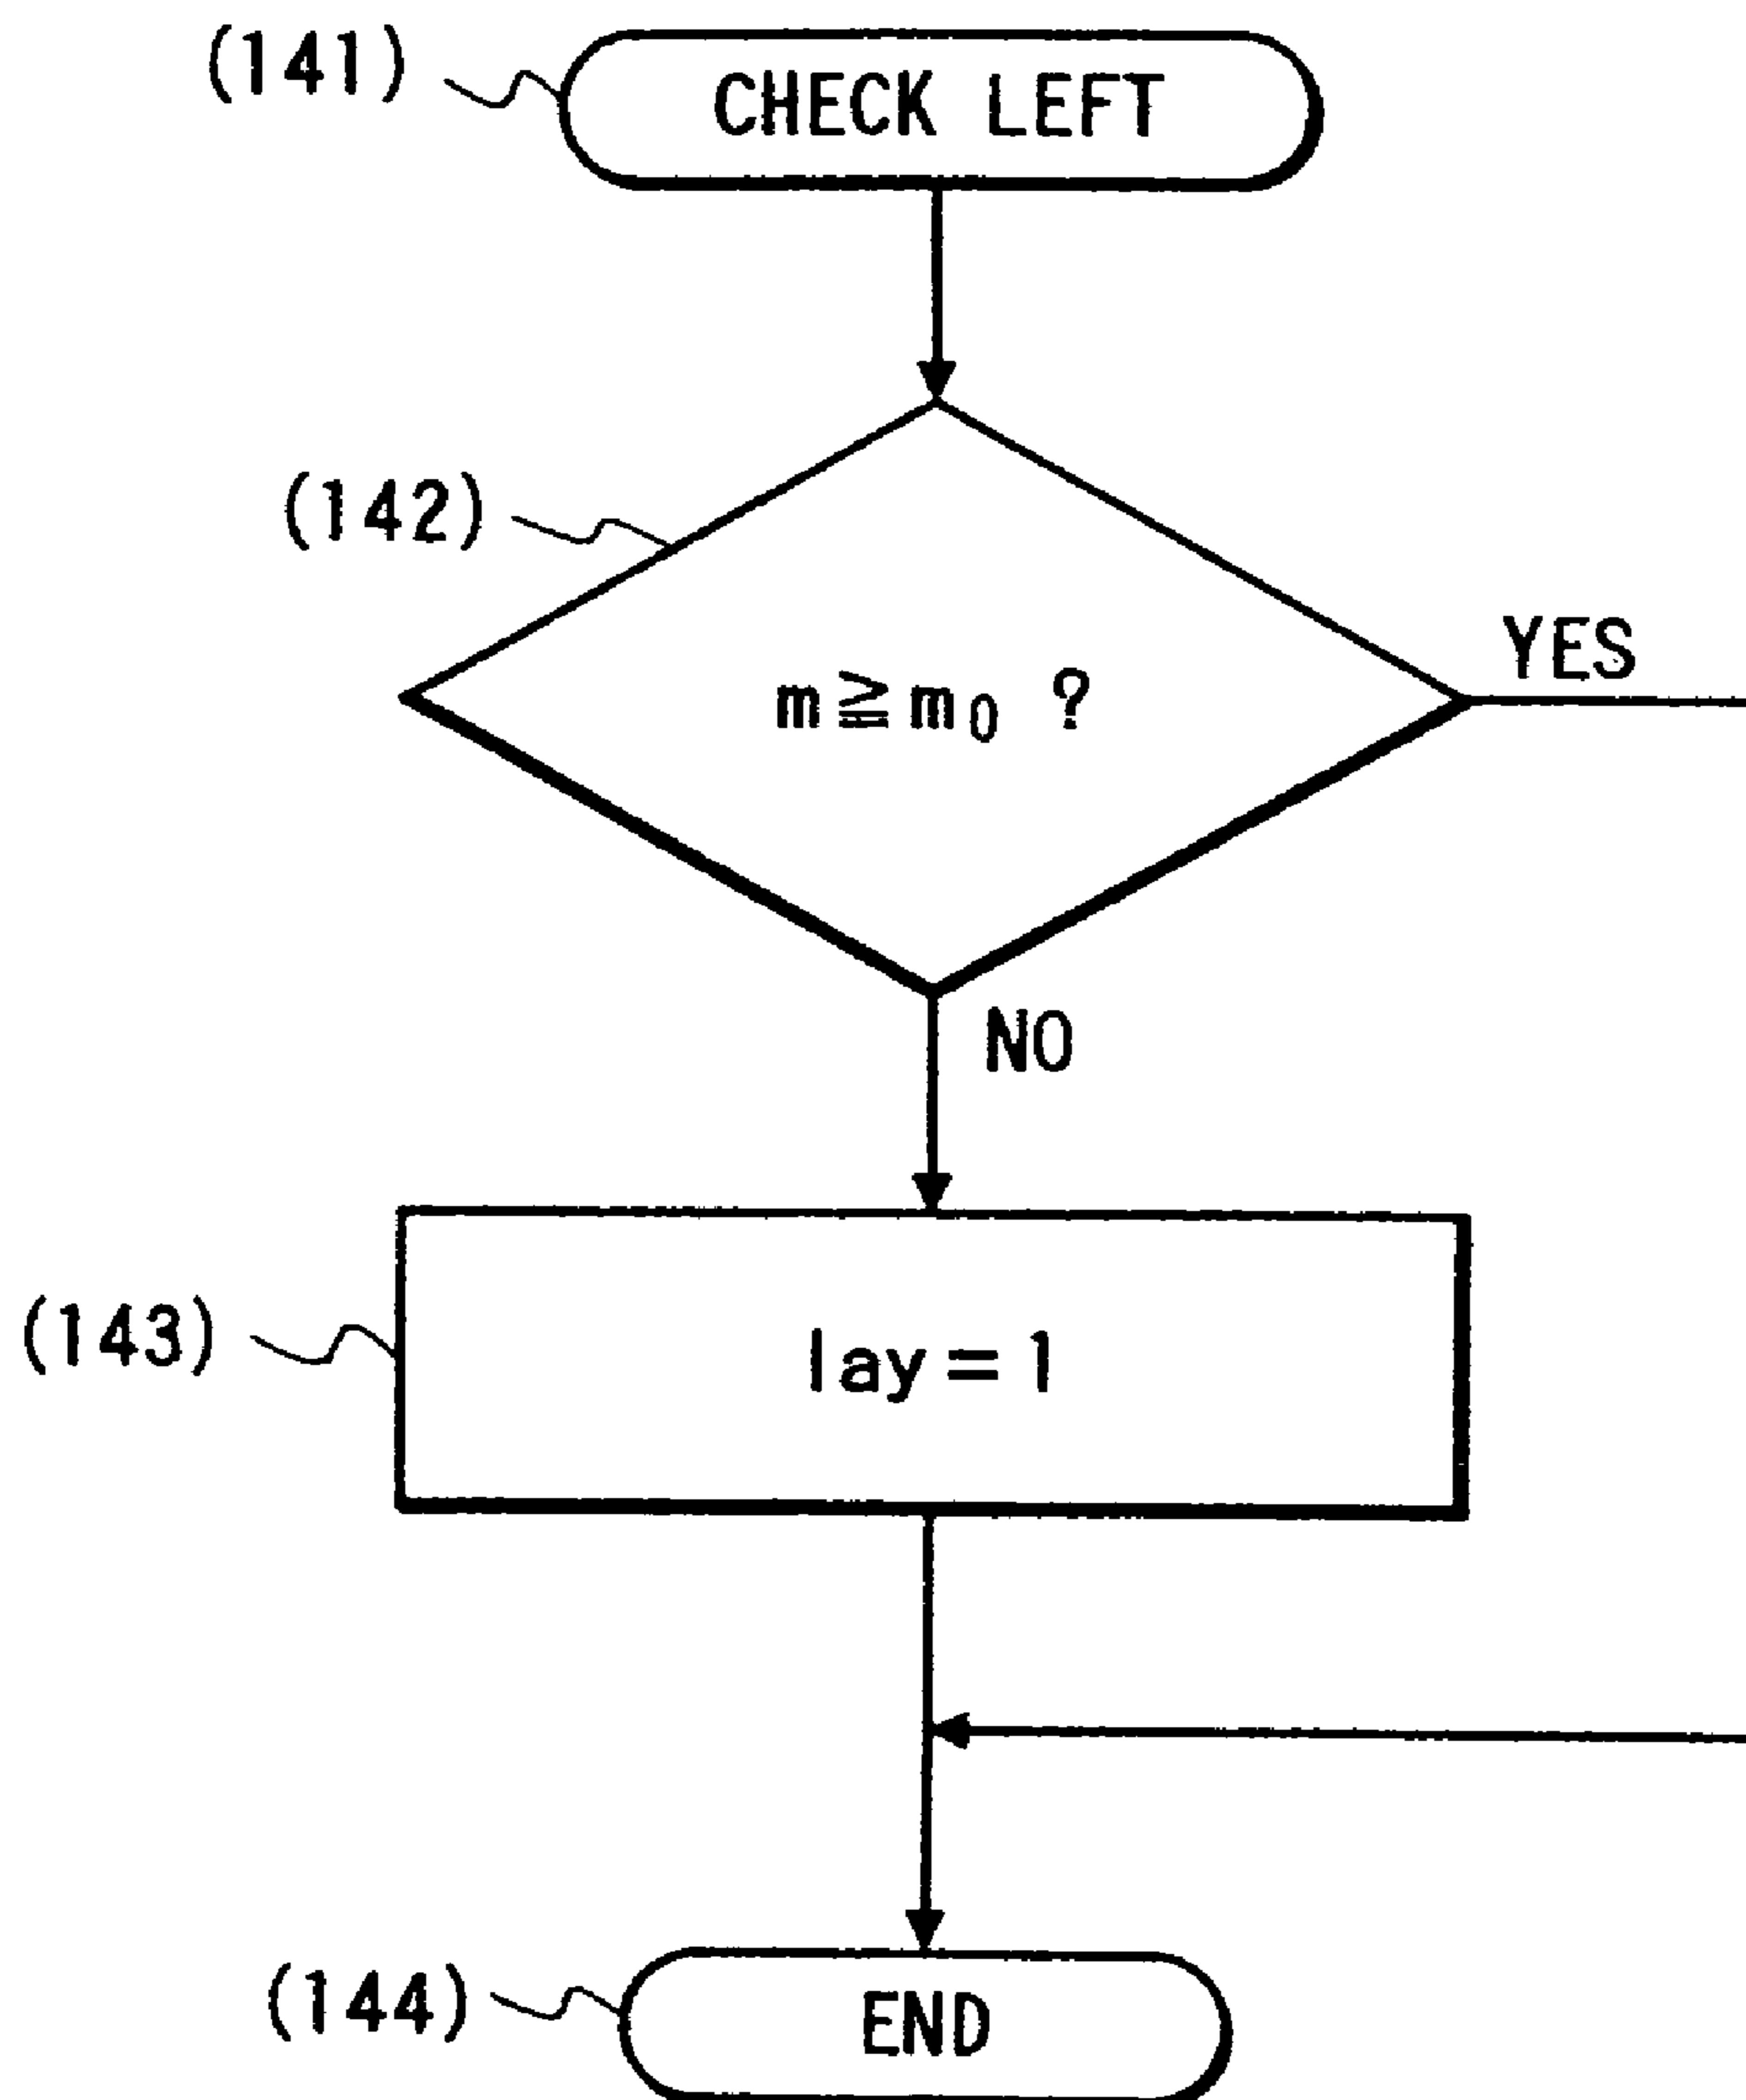 (141)
CHECK LEFT
(142)
m≧m₀ ?
YES
NO
(143)
lay=1
(144)
END